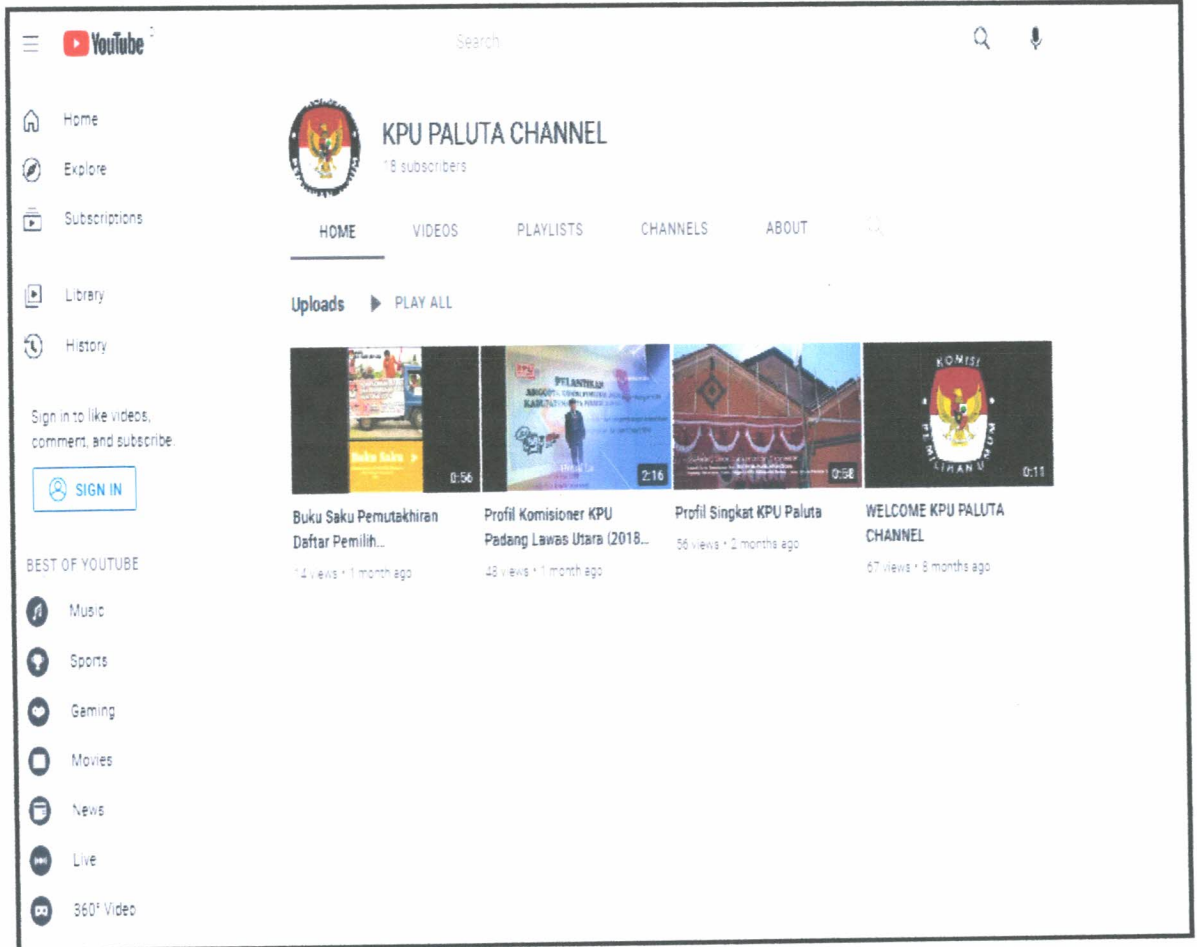 YouTube
Search
Home
Explore
Subscriptions
Library
History
Sign in to like videos,
comment, and subscribe.
SIGN IN
BEST OF YOUTUBE
Music
Sports
Gaming
Movies
News
Live
360° Video
KPU PALUTA CHANNEL
18 subscribers
HOME VIDEOS PLAYLISTS CHANNELS ABOUT
Uploads PLAY ALL
Buku Saku
0:56
Buku Saku Pemutakhiran
Daftar Pemilih...
14 views • 1 month ago
PELANTIKAN
2:16
Profil Komisioner KPU
Padang Lawas Utara (2018...
48 views • 1 month ago
0:58
Profil Singkat KPU Paluta
56 views • 2 months ago
KOMISI
PEMILIHAN UMUM
0:11
WELCOME KPU PALUTA
CHANNEL
67 views • 8 months ago